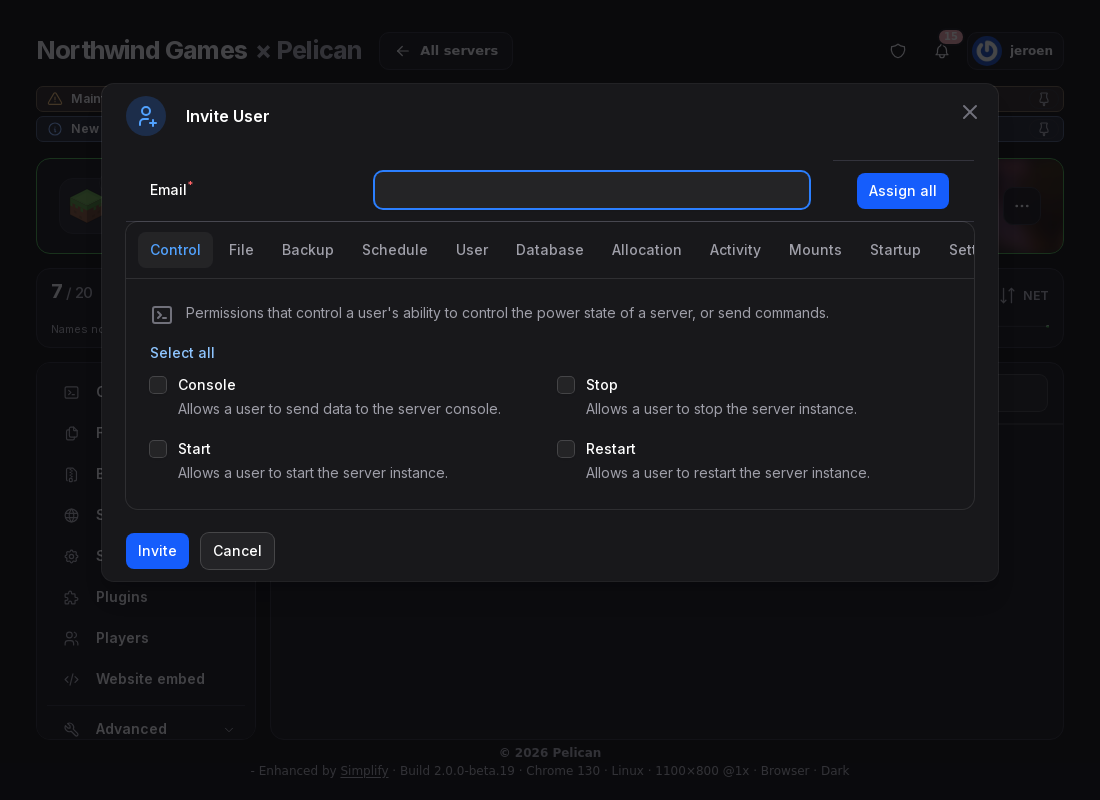 Northwind Games × Pelican
All servers
15
jeroen
Invite User
Email*
Assign all
Control File Backup Schedule User Database Allocation Activity Mounts Startup
Permissions that control a user's ability to control the power state of a server, or send commands.
Select all
Console
Allows a user to send data to the server console.
Stop
Allows a user to stop the server instance.
Start
Allows a user to start the server instance.
Restart
Allows a user to restart the server instance.
Invite
Cancel
New
7 / 20
Names
NET
Plugins
Players
Website embed
Advanced
© 2026 Pelican
- Enhanced by Simplify · Build 2.0.0-beta.19 · Chrome 130 · Linux · 1100×800 @1x · Browser · Dark